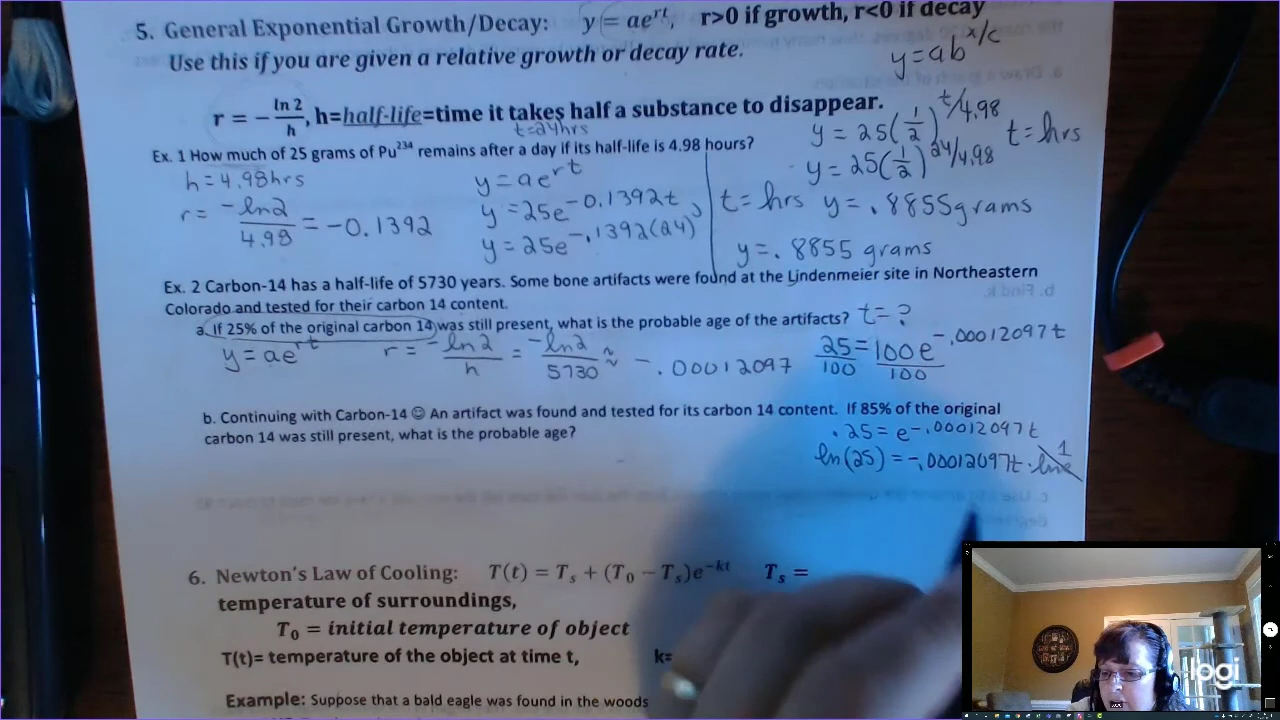 5. General Exponential Growth/Decay: y = ae^rt, r>0 if growth, r<0 if decay
Use this if you are given a relative growth or decay rate.
y=ab^x/c
r = − ln 2/h, h=half-life=time it takes half a substance to disappear.
t=24hrs
y = 25(1/2)^t/4.98 t=hrs
Ex. 1 How much of 25 grams of Pu^234 remains after a day if its half-life is 4.98 hours?
y = 25(1/2)^24/4.98
h=4.98hrs
y=ae^rt
r= -ln2/4.98 = -0.1392
y=25e^-0.1392t, t=hrs
y=25e^-.1392(24)
y=.8855 grams
y=.8855grams
Ex. 2 Carbon-14 has a half-life of 5730 years. Some bone artifacts were found at the Lindenmeier site in Northeastern
Colorado and tested for their carbon 14 content.
a. If 25% of the original carbon 14 was still present, what is the probable age of the artifacts? t=?
y=ae^rt r= -ln2/h = -ln2/5730 ≈ -.00012097 25/100=100e^-.00012097t/100
b. Continuing with Carbon-14 ☺ An artifact was found and tested for its carbon 14 content. If 85% of the original
carbon 14 was still present, what is the probable age?
.25=e^-.00012097t
ln(25)=-.00012097t·lne 1
6. Newton's Law of Cooling: T(t) = Ts + (T0 − Ts)e^−kt Ts =
temperature of surroundings,
T0 = initial temperature of object
T(t)= temperature of the object at time t, k=
Example: Suppose that a bald eagle was found in the woods
logi